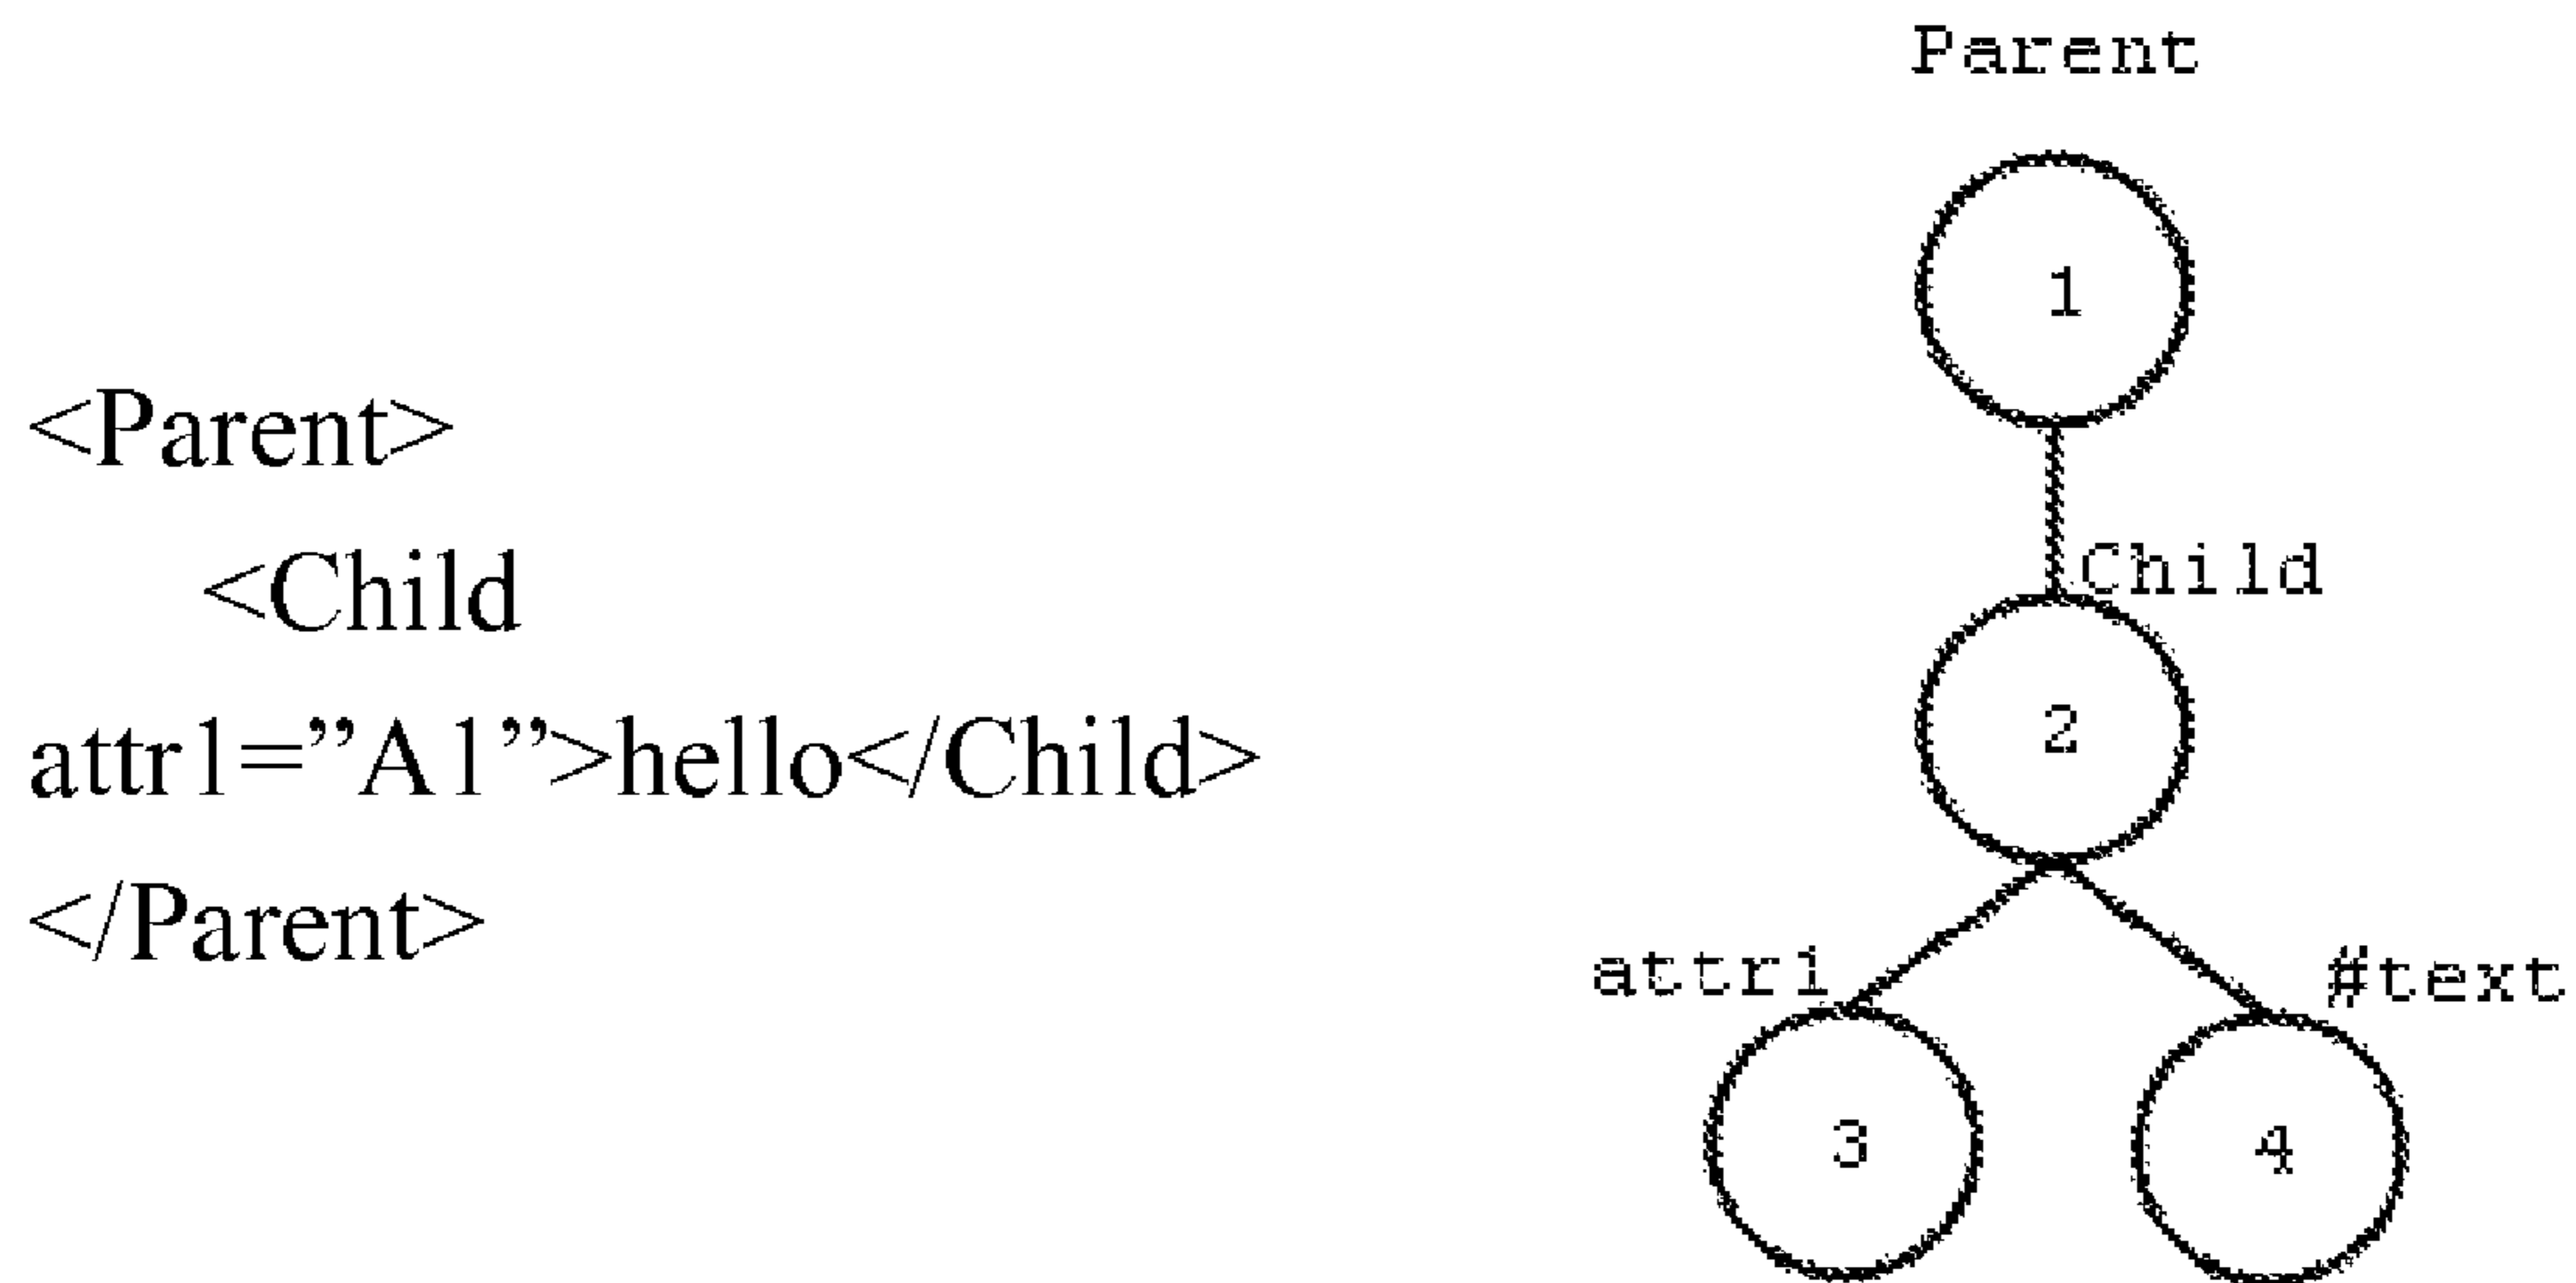 <Parent>
<Child
attr1=”A1”>hello</Child>
</Parent>
Parent
1
Child
2
attr1
#text
3
4